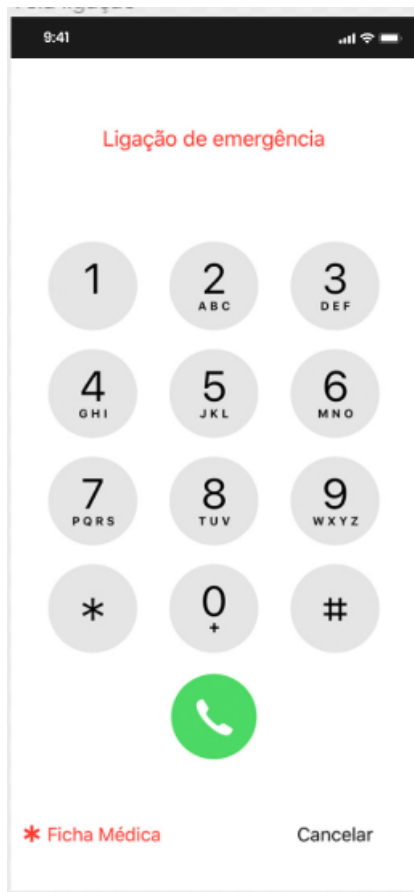 9:41
Ligação de emergência
1 2 3
ABC DEF
4 5 6
GHI JKL MNO
7 8 9
PQRS TUV WXYZ
* 0 #
+
* Ficha Médica Cancelar